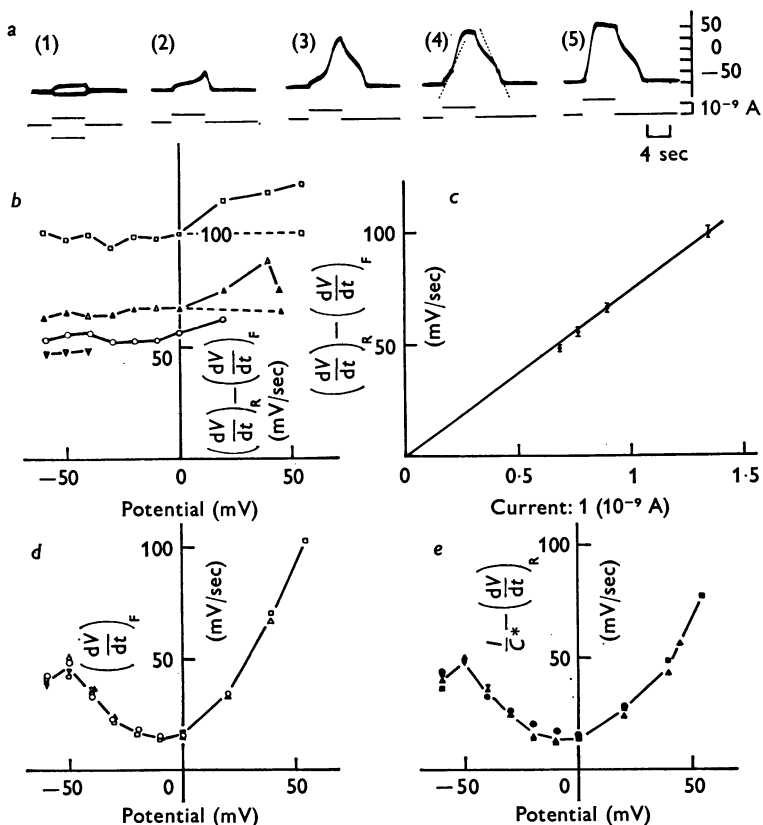 a
(1) (2) (3) (4) (5)
50
0
—50
10⁻⁹ A
4 sec
b
100
50
(dV/dt)R — (dV/dt)F
(mV/sec)
—50 0 50
Potential (mV)
c
100
50
(dV/dt)R — (dV/dt)F
(mV/sec)
0 0·5 1 1·5
Current: 1 (10⁻⁹ A)
d
100
50
(dV/dt)F
(mV/sec)
—50 0 50
Potential (mV)
e
100
50
I/C* — (dV/dt)R
(mV/sec)
—50 0 50
Potential (mV)